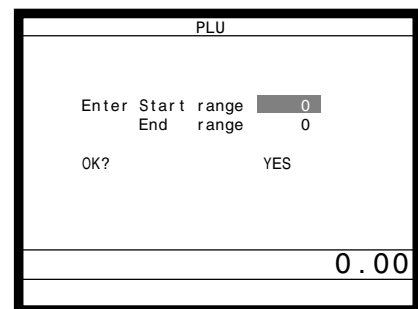 PLU
Enter Start range 0
End range 0
OK? YES
0.00